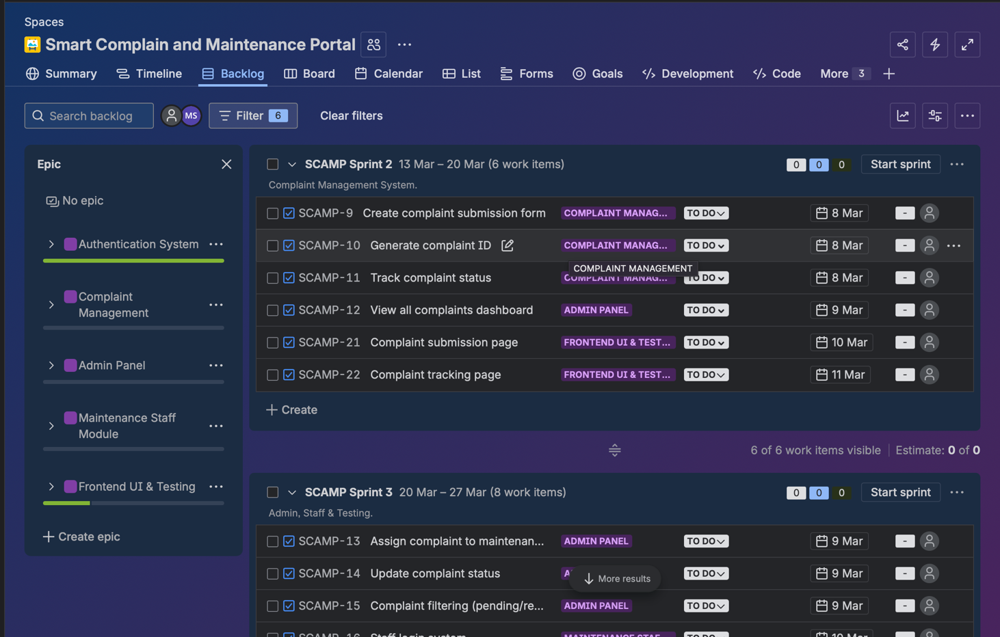 Spaces
Smart Complain and Maintenance Portal
Summary Timeline Backlog Board Calendar List Forms Goals Development Code More 3
Search backlog MS Filter 6 Clear filters
Epic
No epic
Authentication System
Complaint
Management
Admin Panel
Maintenance Staff
Module
Frontend UI & Testing
Create epic
SCAMP Sprint 2 13 Mar – 20 Mar (6 work items) 0 0 0 Start sprint
Complaint Management System.
SCAMP-9 Create complaint submission form COMPLAINT MANAG... TO DO 8 Mar -
SCAMP-10 Generate complaint ID COMPLAINT MANAG... TO DO 8 Mar -
COMPLAINT MANAGEMENT
SCAMP-11 Track complaint status COMPLAINT MANAG... TO DO 8 Mar -
SCAMP-12 View all complaints dashboard ADMIN PANEL TO DO 9 Mar -
SCAMP-21 Complaint submission page FRONTEND UI & TEST... TO DO 10 Mar -
SCAMP-22 Complaint tracking page FRONTEND UI & TEST... TO DO 11 Mar -
Create
6 of 6 work items visible Estimate: 0 of 0
SCAMP Sprint 3 20 Mar – 27 Mar (8 work items) 0 0 0 Start sprint
Admin, Staff & Testing.
SCAMP-13 Assign complaint to maintenan... ADMIN PANEL TO DO 9 Mar -
SCAMP-14 Update complaint status TO DO 9 Mar -
More results
SCAMP-15 Complaint filtering (pending/re... ADMIN PANEL TO DO 9 Mar -
SCAMP-16 Staff login system MAINTENANCE STAF... TO DO 10 Mar